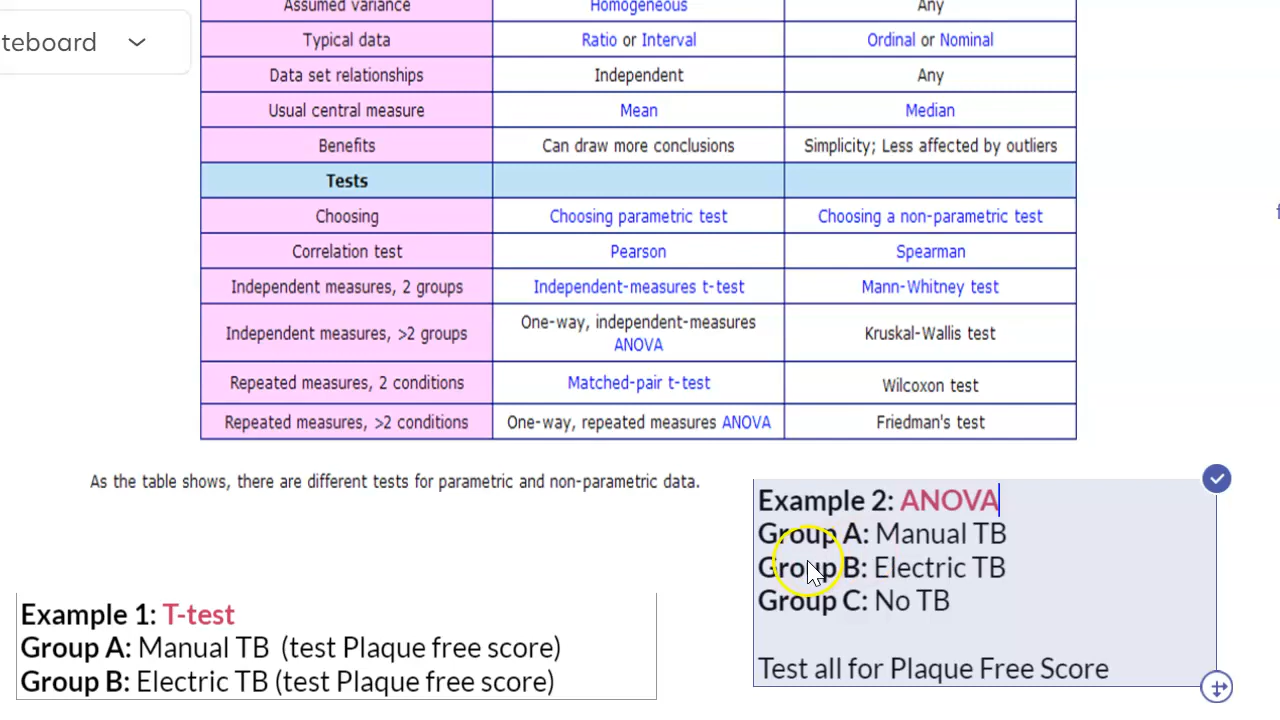 Assumed variance Homogeneous Any
teboard
Typical data Ratio or Interval Ordinal or Nominal
Data set relationships Independent Any
Usual central measure Mean Median
Benefits Can draw more conclusions Simplicity; Less affected by outliers
Tests
Choosing Choosing parametric test Choosing a non-parametric test
Correlation test Pearson Spearman
Independent measures, 2 groups Independent-measures t-test Mann-Whitney test
Independent measures, >2 groups One-way, independent-measures
ANOVA Kruskal-Wallis test
Repeated measures, 2 conditions Matched-pair t-test Wilcoxon test
Repeated measures, >2 conditions One-way, repeated measures ANOVA Friedman's test
As the table shows, there are different tests for parametric and non-parametric data.
Example 2: ANOVA
Group A: Manual TB
Group B: Electric TB
Group C: No TB
Test all for Plaque Free Score
Example 1: T-test
Group A: Manual TB (test Plaque free score)
Group B: Electric TB (test Plaque free score)